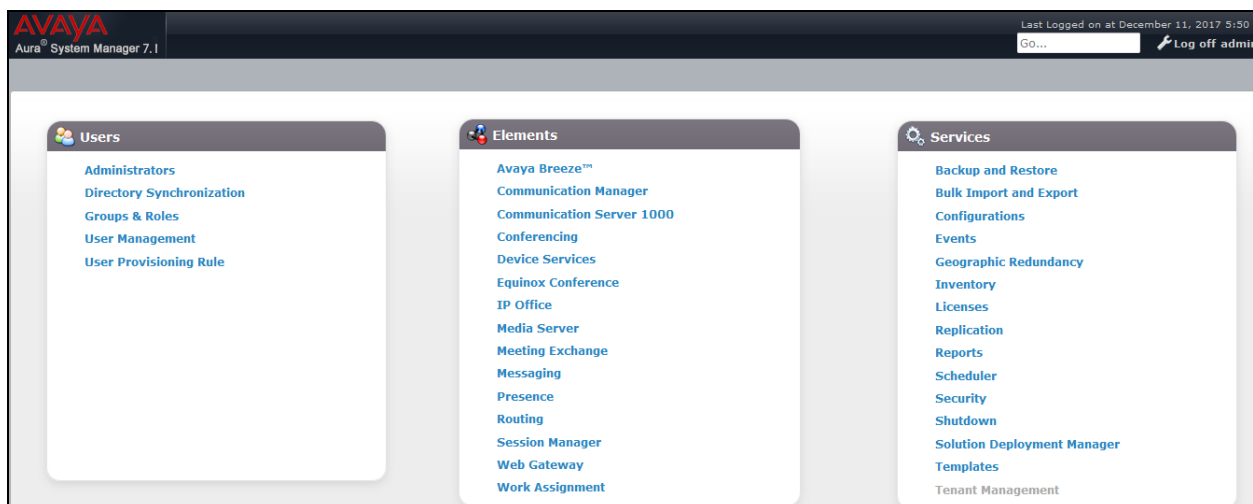 AVAYA
Aura® System Manager 7.1
Last Logged on at December 11, 2017 5:50
Go...
Log off admin
Users
Administrators
Directory Synchronization
Groups & Roles
User Management
User Provisioning Rule
Elements
Avaya Breeze™
Communication Manager
Communication Server 1000
Conferencing
Device Services
Equinox Conference
IP Office
Media Server
Meeting Exchange
Messaging
Presence
Routing
Session Manager
Web Gateway
Work Assignment
Services
Backup and Restore
Bulk Import and Export
Configurations
Events
Geographic Redundancy
Inventory
Licenses
Replication
Reports
Scheduler
Security
Shutdown
Solution Deployment Manager
Templates
Tenant Management